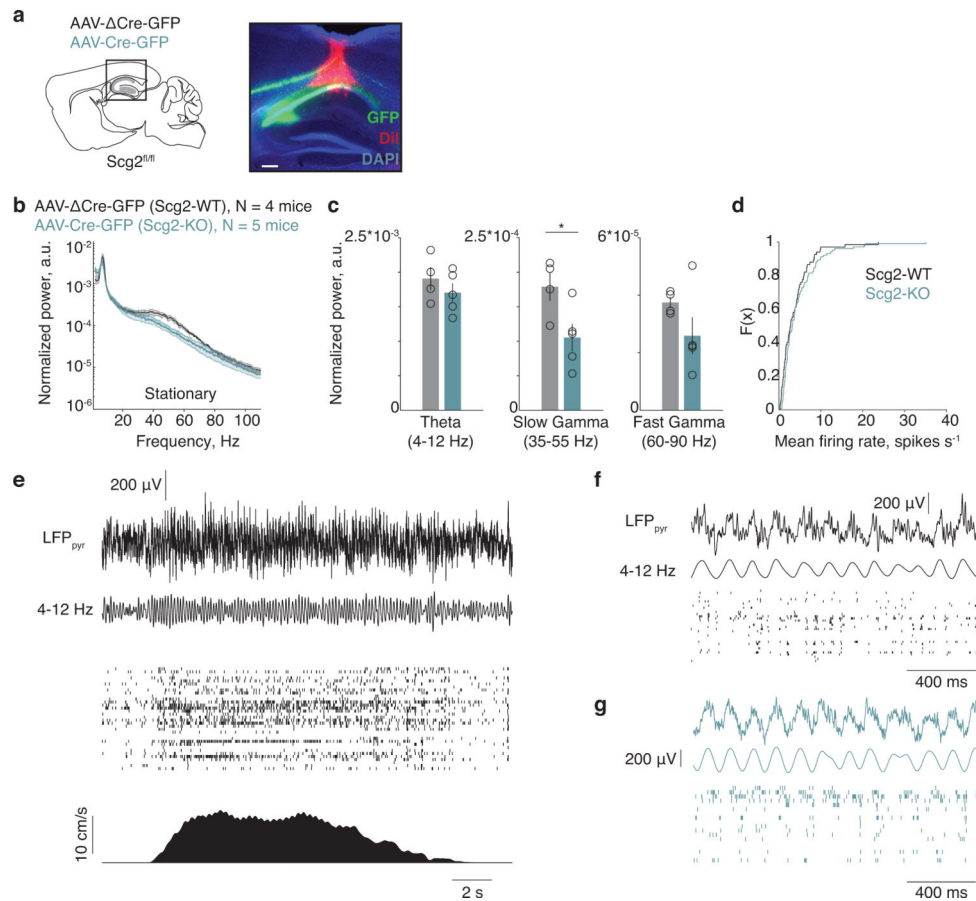 a
AAV-ΔCre-GFP
AAV-Cre-GFP
Scg2fl/fl
GFP
DiI
DAPI
b
AAV-ΔCre-GFP (Scg2-WT), N = 4 mice
AAV-Cre-GFP (Scg2-KO), N = 5 mice
Normalized power, a.u.
10-2
10-3
10-4
10-5
10-6
Stationary
20 40 60 80 100
Frequency, Hz
c
Normalized power, a.u.
2.5*10-3
0
Theta
(4-12 Hz)
2.5*10-4
*
0
Slow Gamma
(35-55 Hz)
6*10-5
0
Fast Gamma
(60-90 Hz)
d
F(x)
1
0.8
0.6
0.4
0.2
0
Scg2-WT
Scg2-KO
0 10 20 30 40
Mean firing rate, spikes s-1
e
200 µV
LFPpyr
4-12 Hz
10 cm/s
2 s
f
200 µV
LFPpyr
4-12 Hz
400 ms
g
200 µV
400 ms